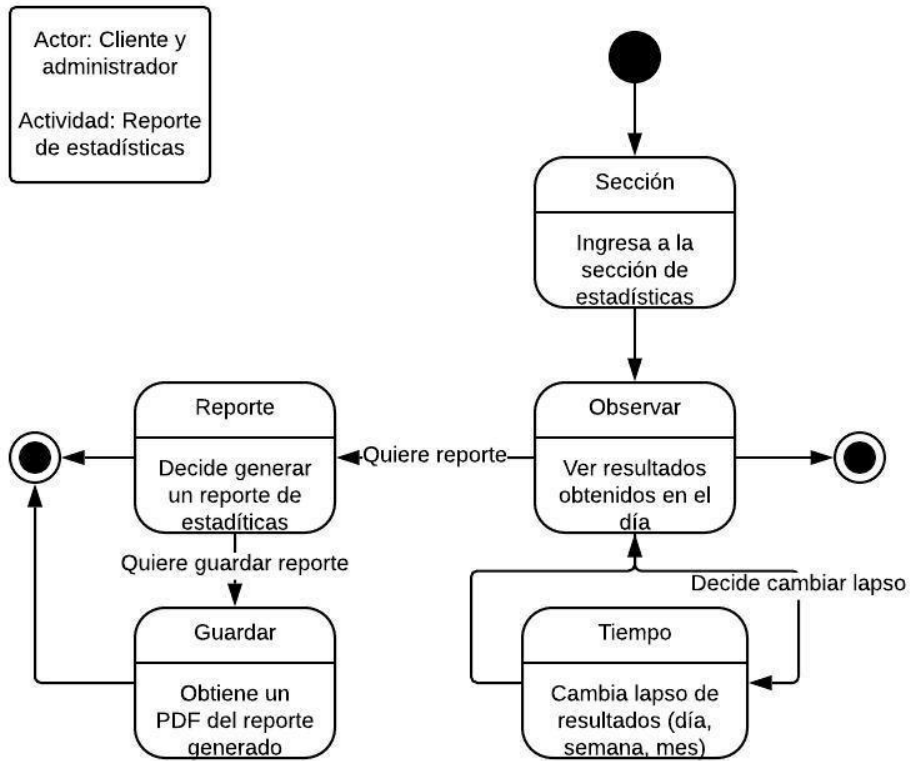 Actor: Cliente y
administrador
Actividad: Reporte
de estadísticas
Sección
Ingresa a la
sección de
estadísticas
Reporte
Decide generar
un reporte de
estadíticas
Quiere reporte
Observar
Ver resultados
obtenidos en el
día
Quiere guardar reporte
Decide cambiar lapso
Guardar
Obtiene un
PDF del reporte
generado
Tiempo
Cambia lapso de
resultados (día,
semana, mes)